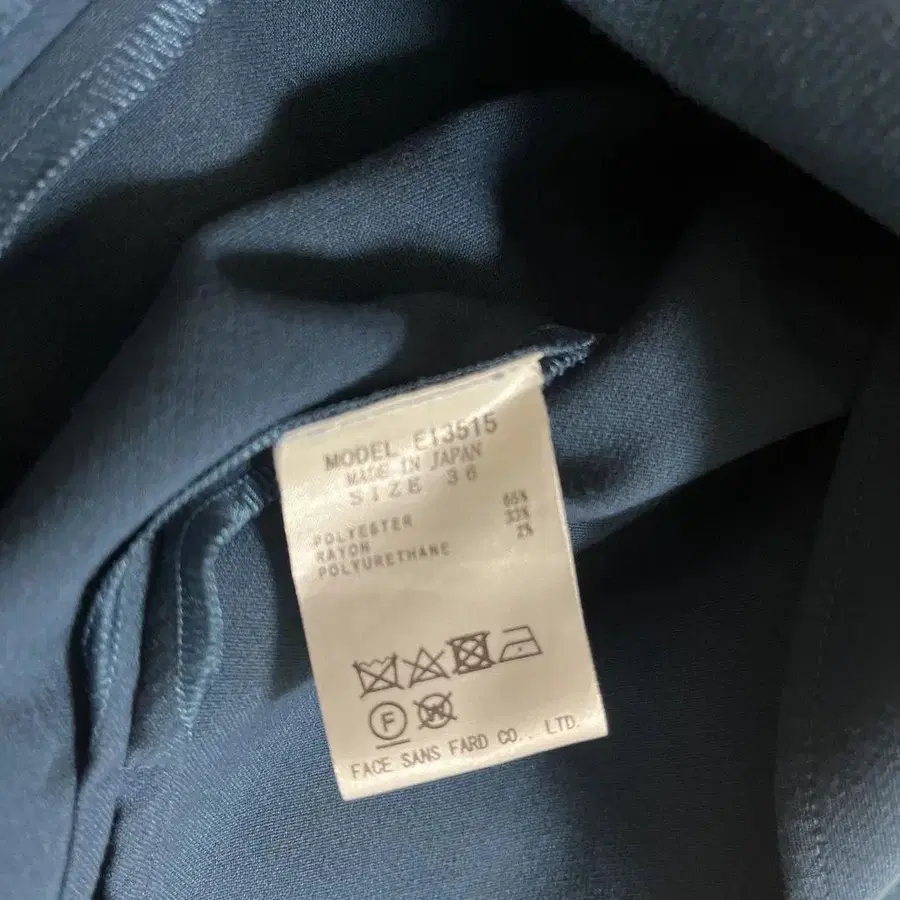 MODEL E13515
MADE IN JAPAN
SIZE 36
POLYESTER 65%
RAYON 33%
POLYURETHANE 2%
F W
FACE SANS FARD CO., LTD.